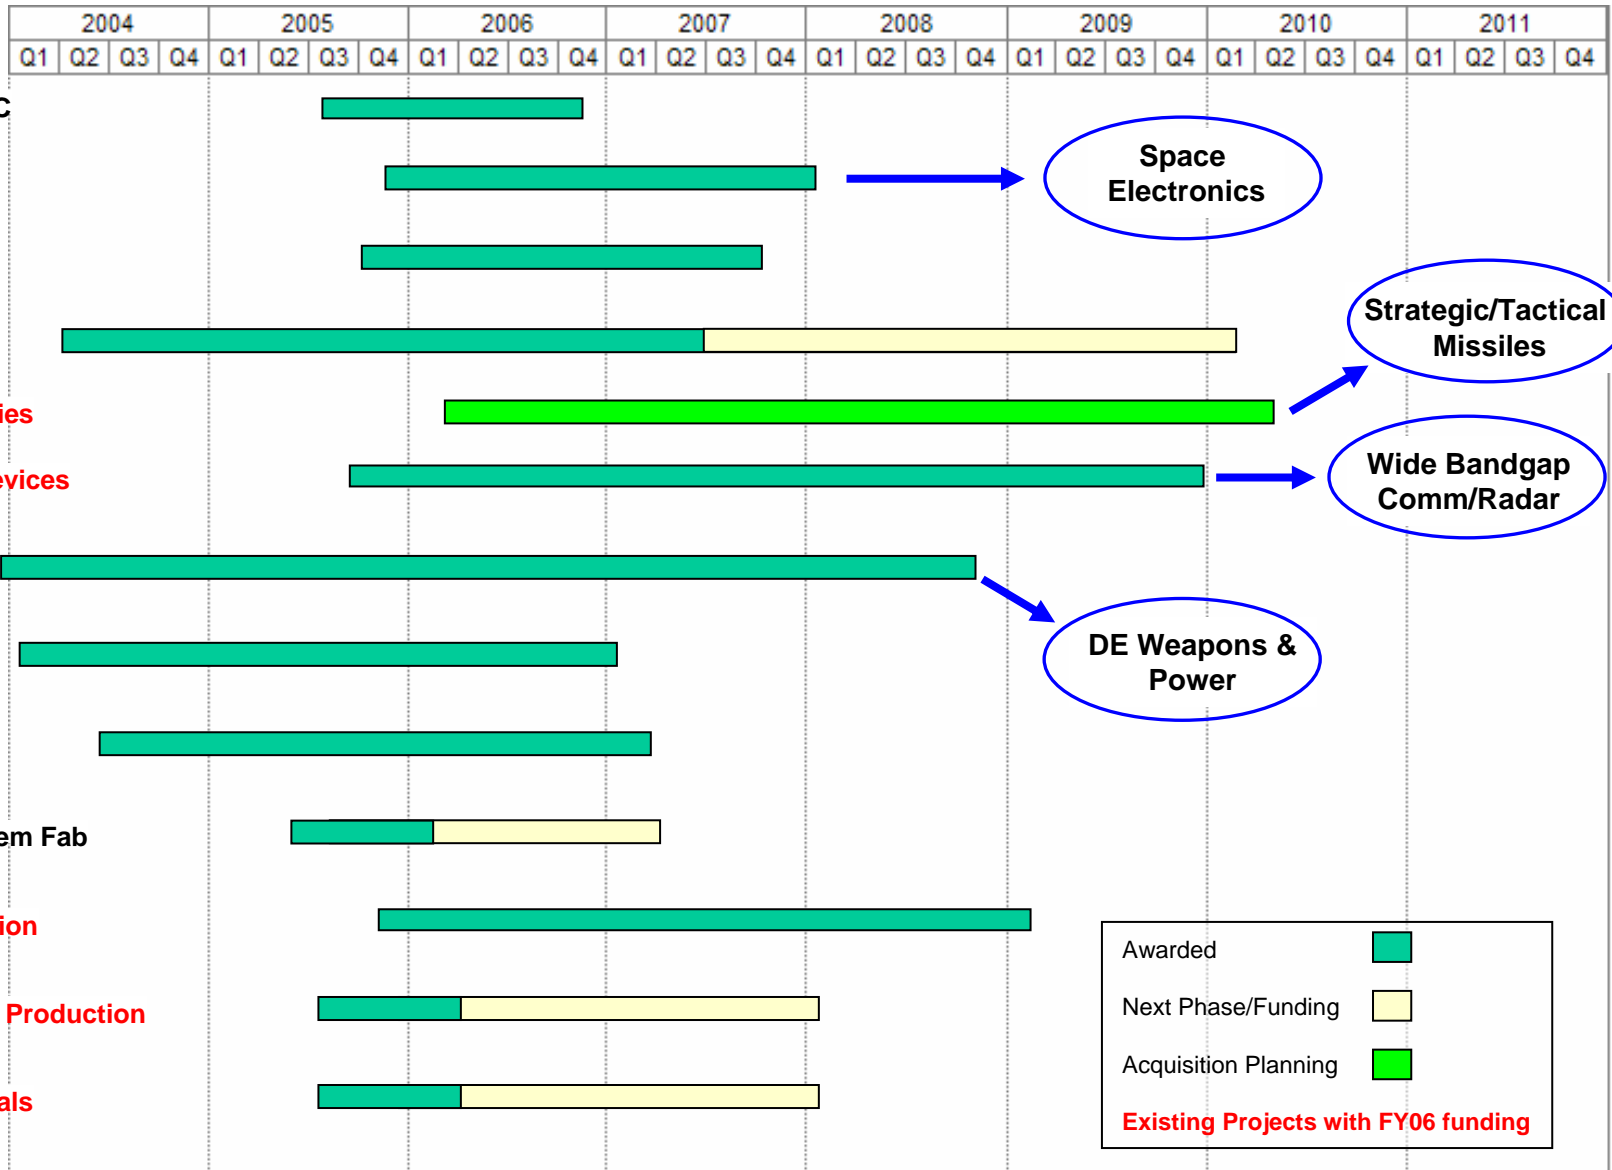 2004 2005 2006 2007 2008 2009 2010 2011
Q1 Q2 Q3 Q4 Q1 Q2 Q3 Q4 Q1 Q2 Q3 Q4 Q1 Q2 Q3 Q4 Q1 Q2 Q3 Q4 Q1 Q2 Q3 Q4 Q1 Q2 Q3 Q4 Q1 Q2 Q3 Q4
C
Space
Electronics
Strategic/Tactical
Missiles
ies
evices
Wide Bandgap
Comm/Radar
DE Weapons &
Power
em Fab
ion
Production
als
Awarded
Next Phase/Funding
Acquisition Planning
Existing Projects with FY06 funding